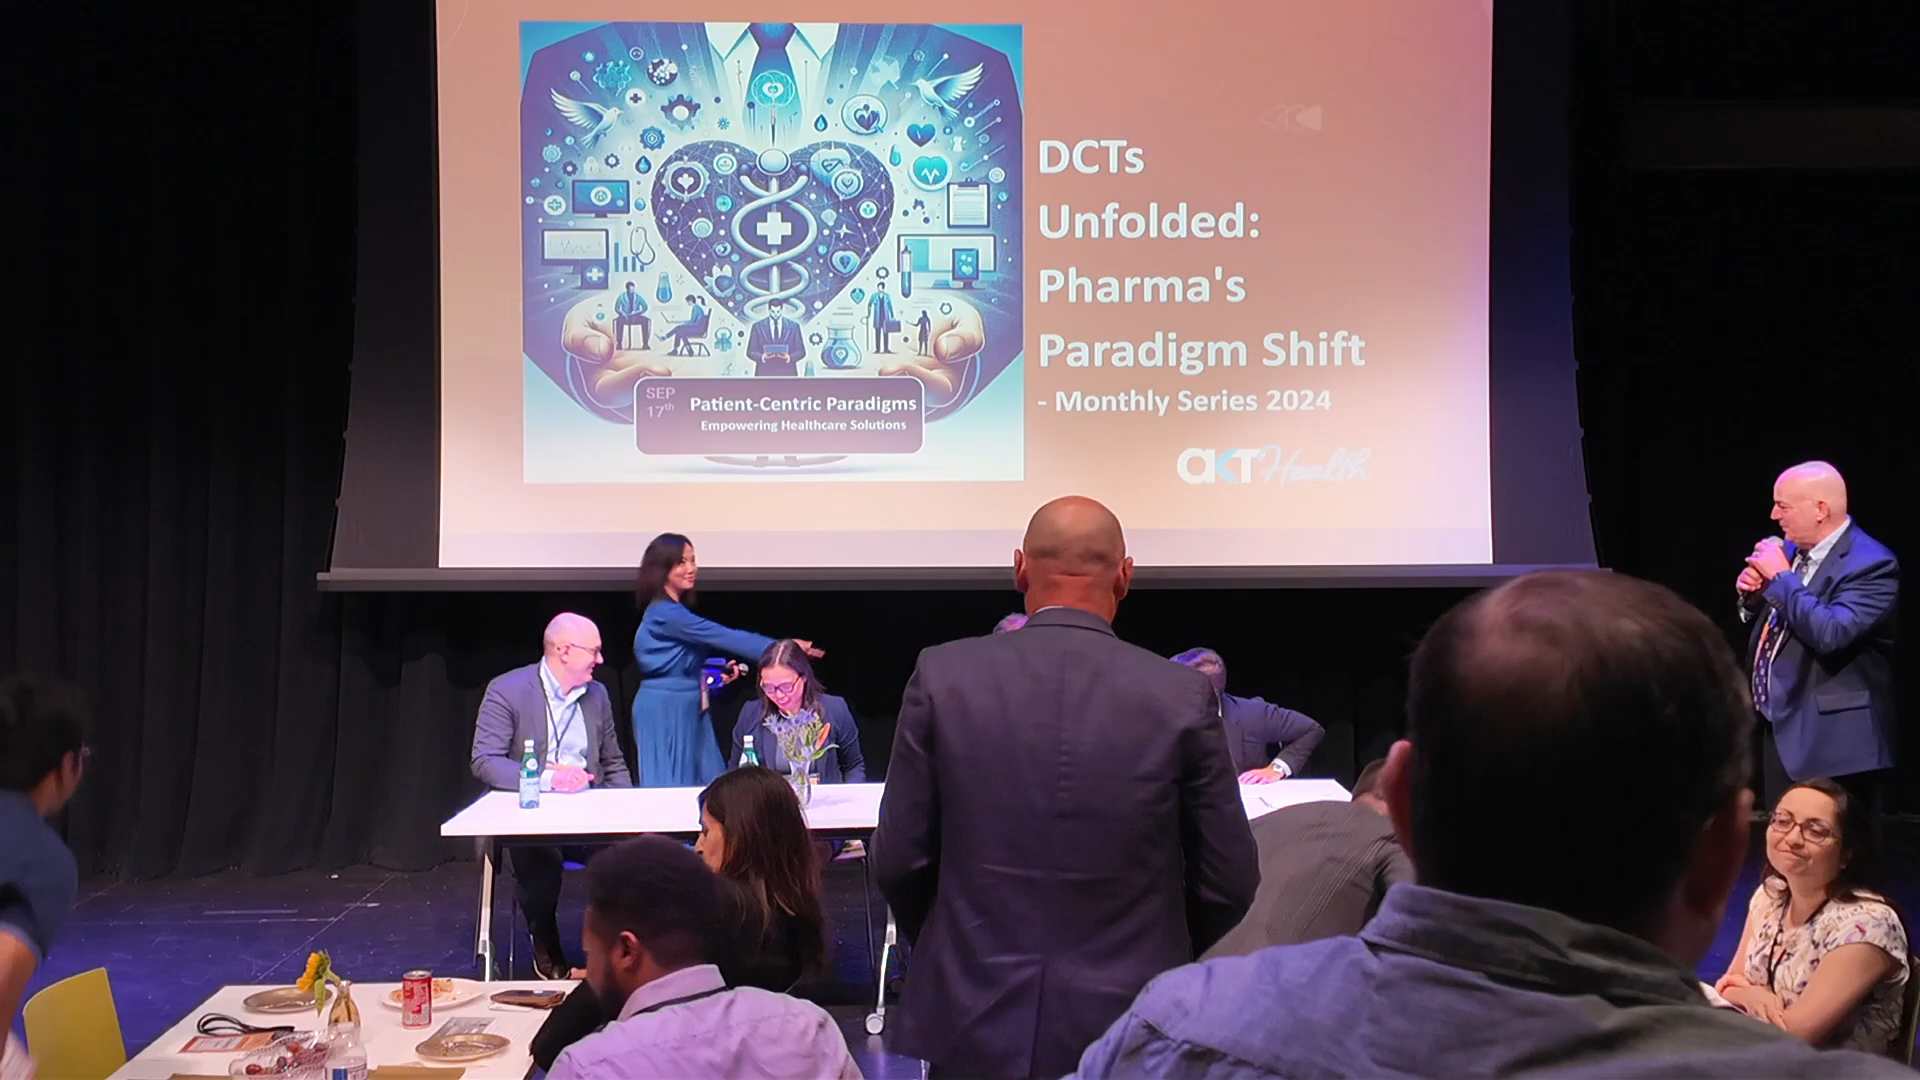 DCTs
Unfolded:
Pharma's
Paradigm Shift
- Monthly Series 2024
aKT Health
SEP
17th
Patient-Centric Paradigms
Empowering Healthcare Solutions